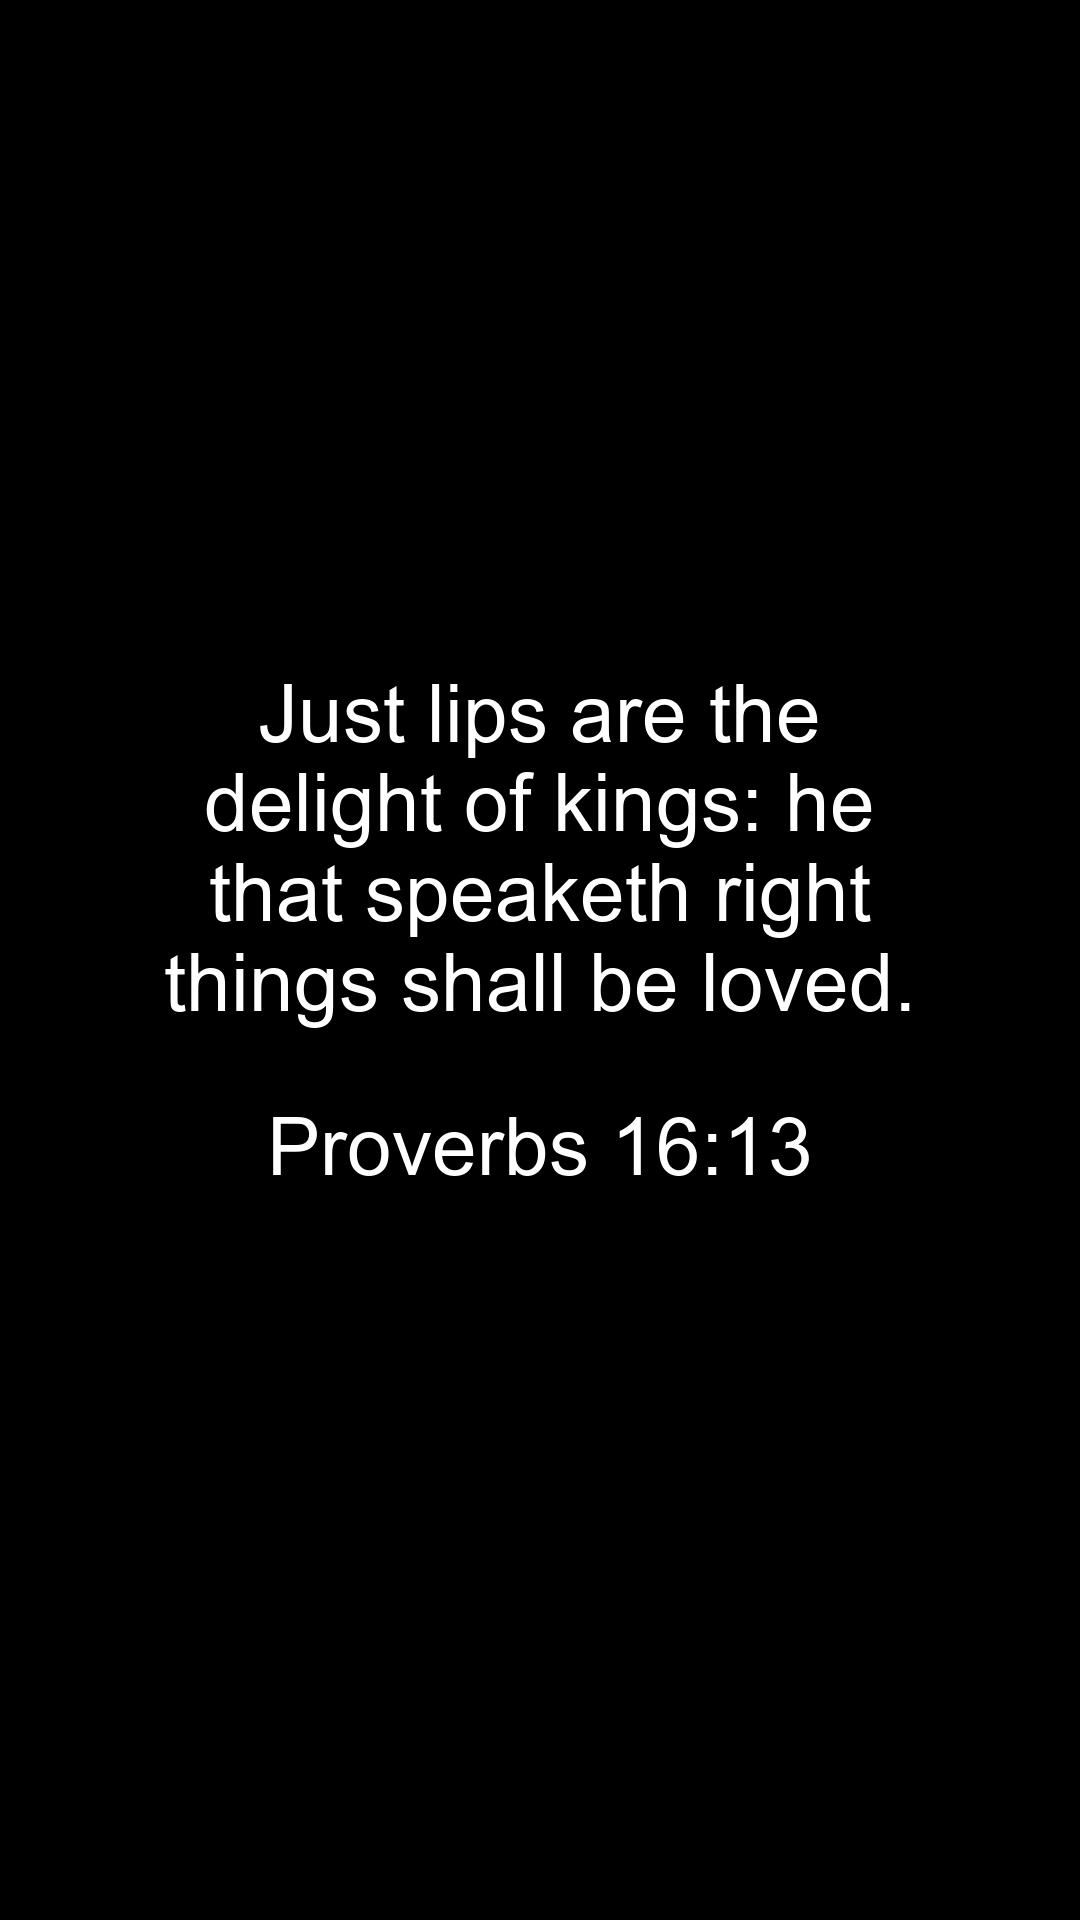 Just lips are the
delight of kings: he
that speaketh right
things shall be loved.
Proverbs 16:13